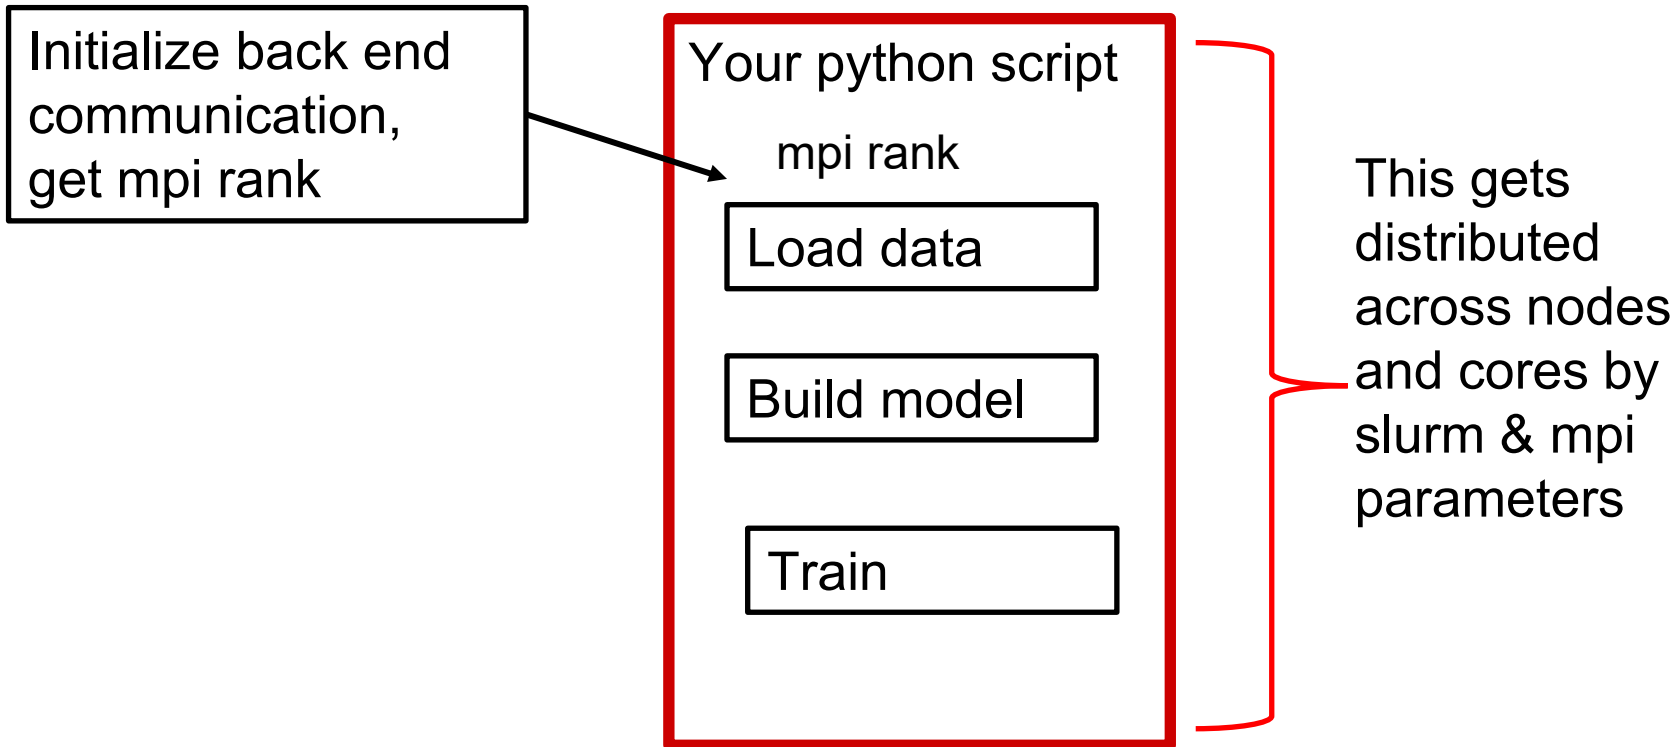 Initialize back end
communication,
get mpi rank
Your python script
mpi rank
Load data
Build model
Train
This gets
distributed
across nodes
and cores by
slurm & mpi
parameters